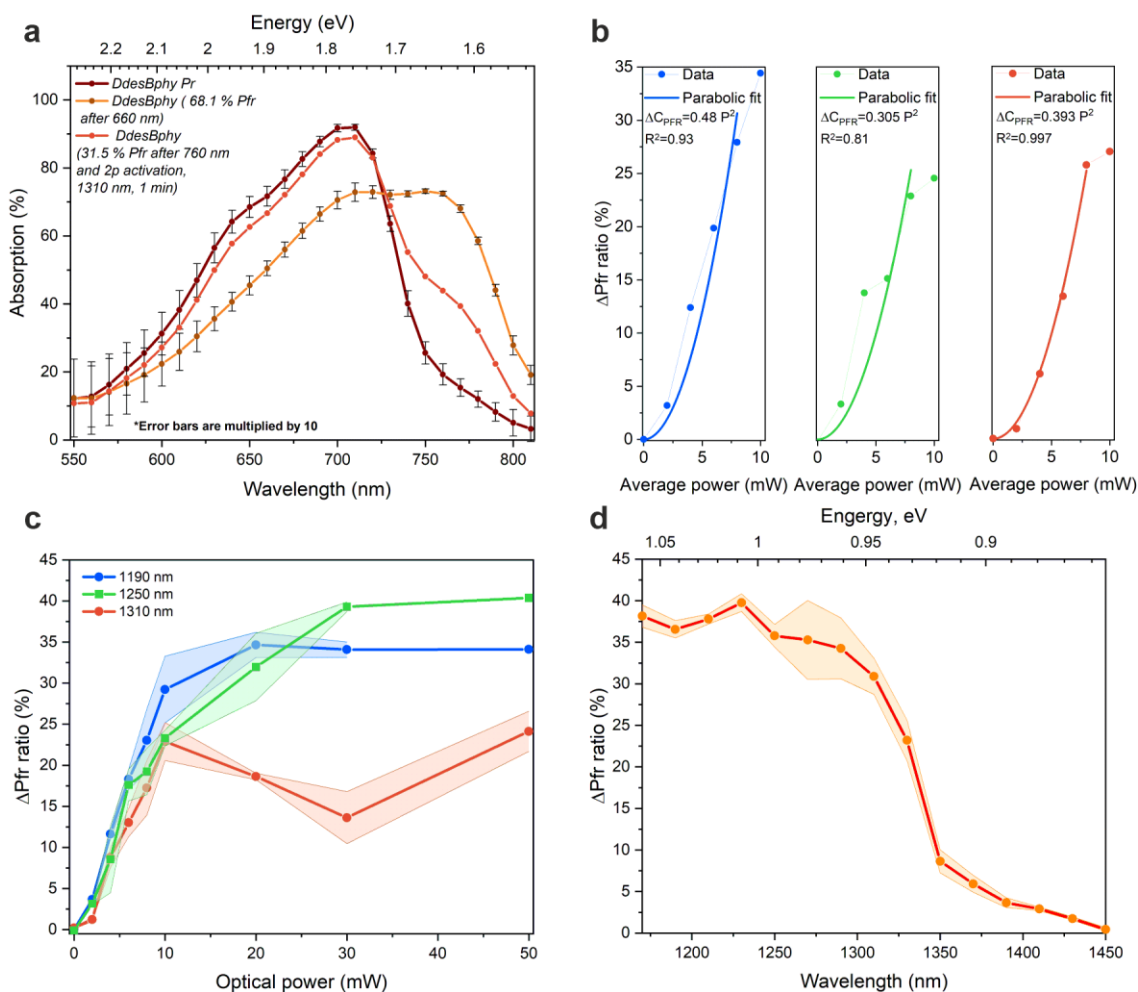 a
Energy (eV)
2.2 2.1 2 1.9 1.8 1.7 1.6
DdesBphy Pr
DdesBphy ( 68.1 % Pfr
after 660 nm)
DdesBphy
(31.5 % Pfr after 760 nm
and 2p activation,
1310 nm, 1 min)
100
80
60
40
20
0
Absorption (%)
*Error bars are multiplied by 10
550 600 650 700 750 800
Wavelength (nm)
b
ΔPfr ratio (%)
35
30
25
20
15
10
5
0
Data
Parabolic fit
ΔC_PFR=0.48 P²
R²=0.93
0 5 10
Average power (mW)
Data
Parabolic fit
ΔC_PFR=0.305 P²
R²=0.81
0 5 10
Average power (mW)
Data
Parabolic fit
ΔC_PFR=0.393 P²
R²=0.997
0 5 10
Average power (mW)
c
45
40
35
30
25
20
15
10
5
0
ΔPfr ratio (%)
1190 nm
1250 nm
1310 nm
0 10 20 30 40 50
Optical power (mW)
d
Engergy, eV
1.05 1 0.95 0.9
45
40
35
30
25
20
15
10
5
0
ΔPfr ratio (%)
1200 1250 1300 1350 1400 1450
Wavelength (nm)